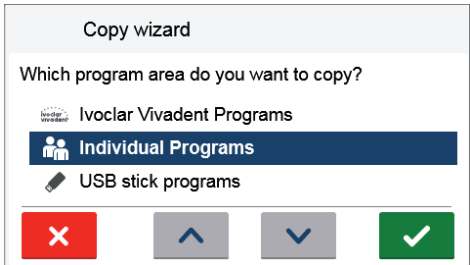 Copy wizard
Which program area do you want to copy?
ivoclar
vivadent
Ivoclar Vivadent Programs
Individual Programs
USB stick programs